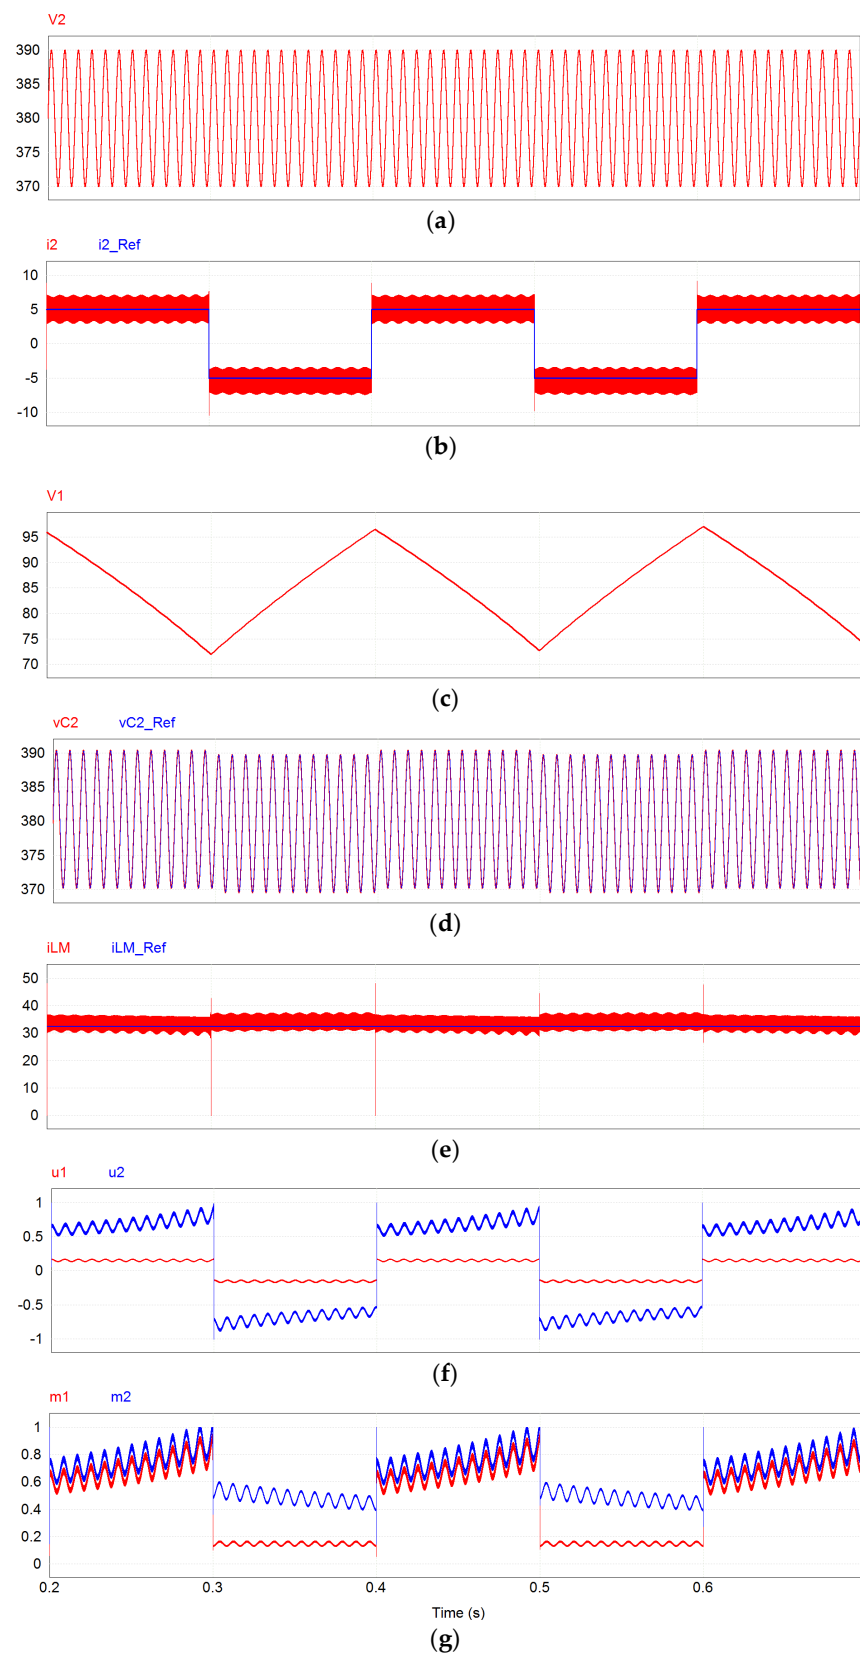 V2
390
385
380
375
370
(a)
i2 i2_Ref
10
5
0
-5
-10
(b)
V1
95
90
85
80
75
70
(c)
vC2 vC2_Ref
390
385
380
375
370
(d)
iLM iLM_Ref
50
40
30
20
10
0
(e)
u1 u2
1
0.5
0
-0.5
-1
(f)
m1 m2
1
0.8
0.6
0.4
0.2
0
0.2 0.3 0.4 0.5 0.6
Time (s)
(g)